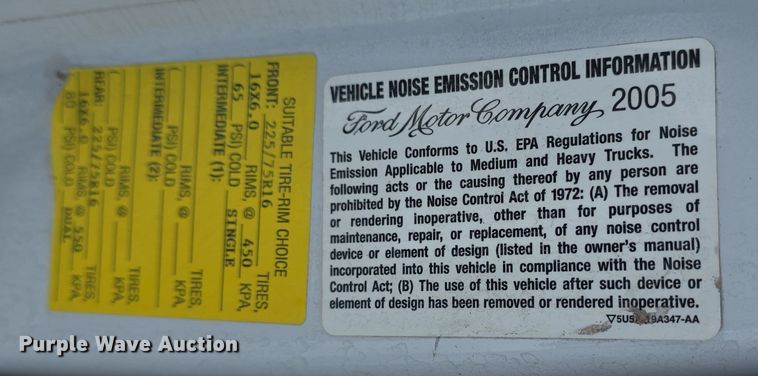 SUITABLE TIRE-RIM CHOICE
FRONT: 225/75R16 TIRES,
16X6.0 RIMS, @ 450 KPA,
( 65 PSI) COLD SINGLE
INTERMEDIATE (1): TIRES,
RIMS, @ KPA,
( PSI) COLD
INTERMEDIATE (2): TIRES,
RIMS, @ KPA,
( PSI) COLD
REAR: 225/75R16 TIRES,
16X6.0 RIMS, @ 550 KPA,
( 80 PSI) COLD DUAL
VEHICLE NOISE EMISSION CONTROL INFORMATION
Ford Motor Company 2005
This Vehicle Conforms to U.S. EPA Regulations for Noise
Emission Applicable to Medium and Heavy Trucks. The
following acts or the causing thereof by any person are
prohibited by the Noise Control Act of 1972: (A) The removal
or rendering inoperative, other than for purposes of
maintenance, repair, or replacement, of any noise control
device or element of design (listed in the owner's manual)
incorporated into this vehicle in compliance with the Noise
Control Act; (B) The use of this vehicle after such device or
element of design has been removed or rendered inoperative.
▽5U5A-19A347-AA
Purple Wave Auction